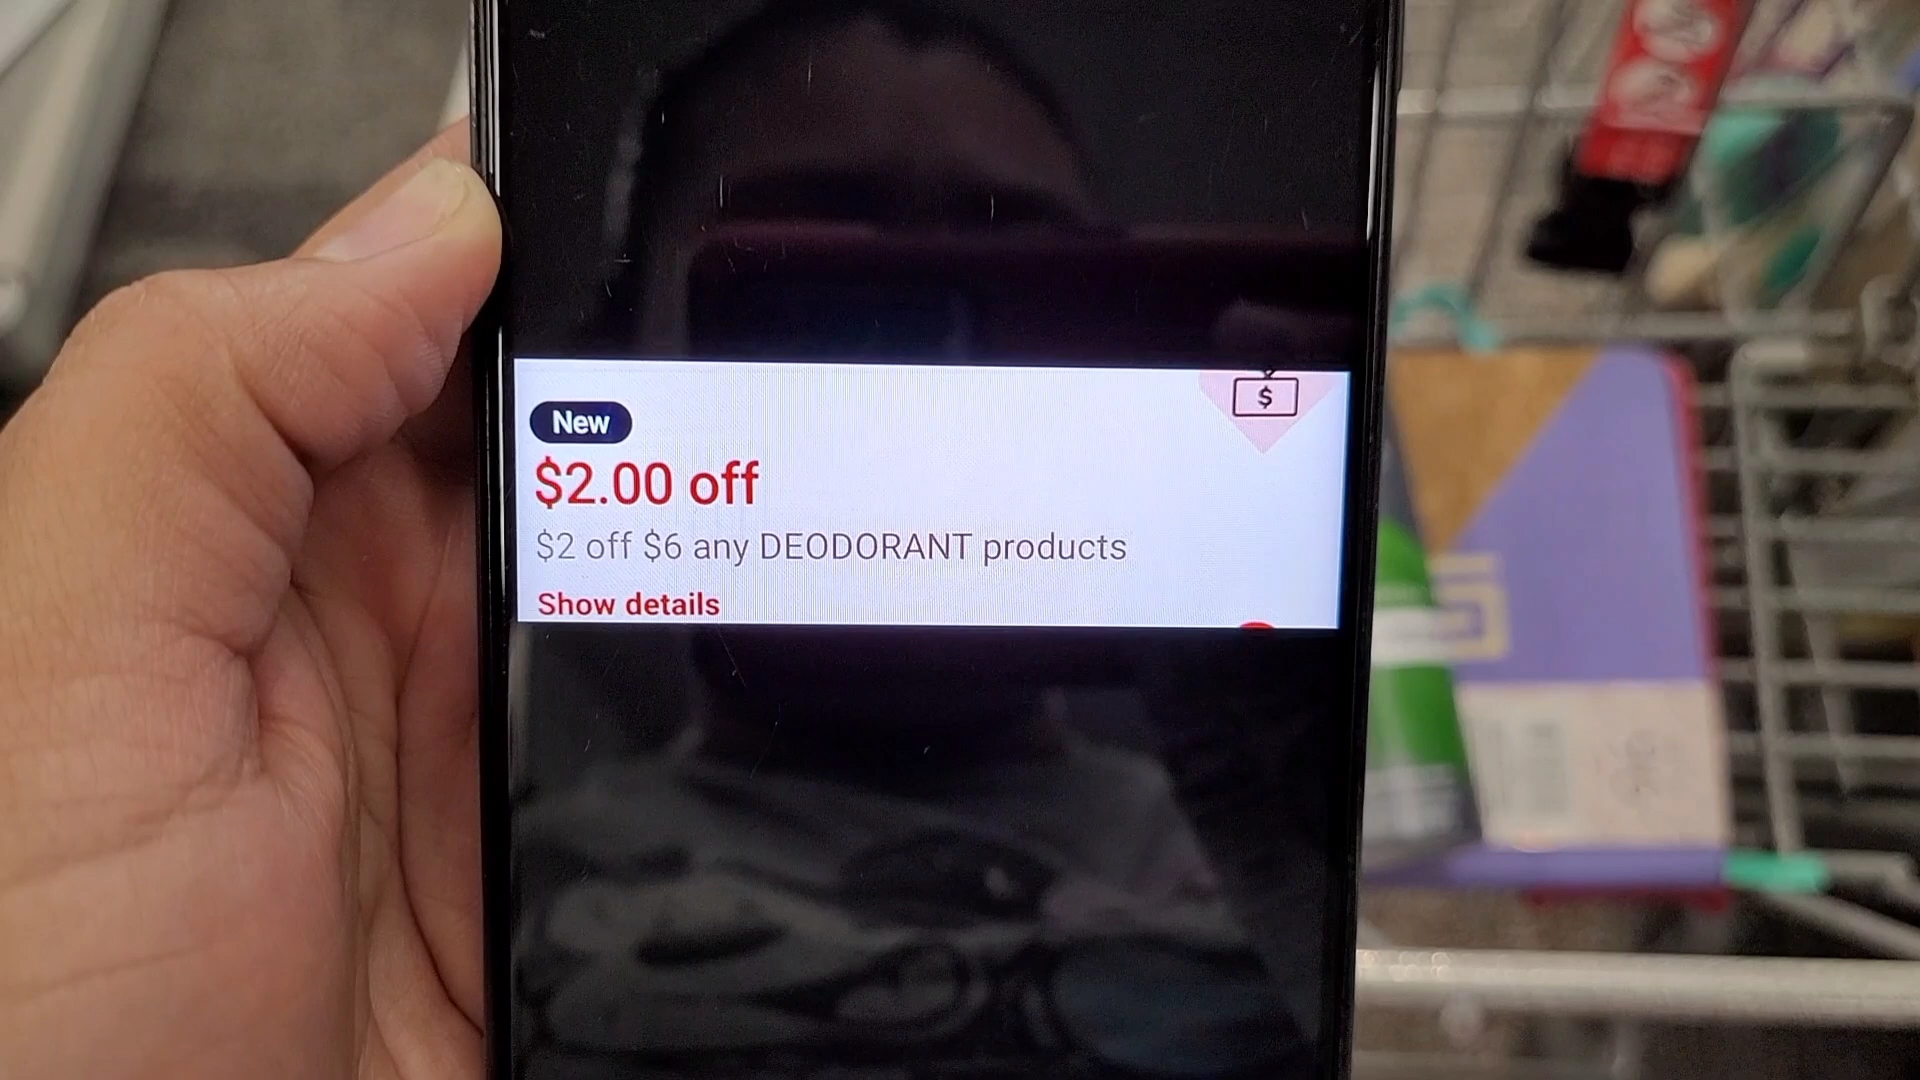 $
New
$2.00 off
$2 off $6 any DEODORANT products
Show details